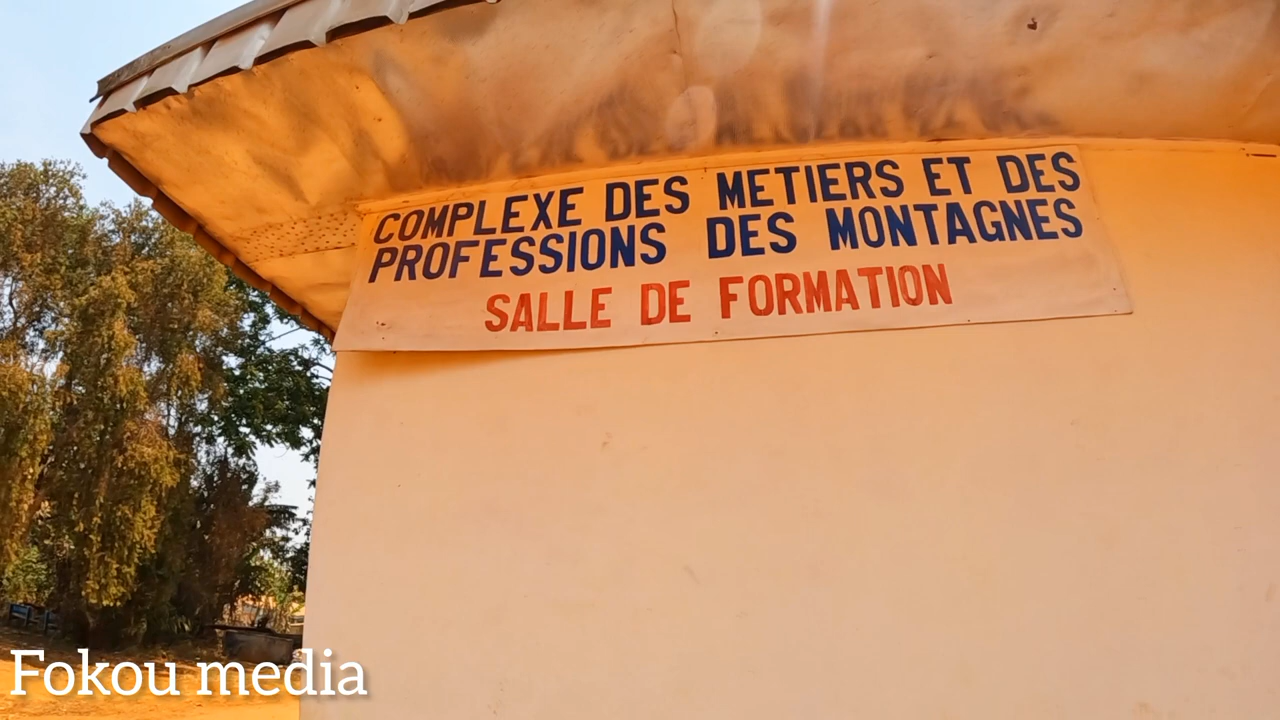 COMPLEXE DES METIERS ET DES
PROFESSIONS DES MONTAGNES
SALLE DE FORMATION
Fokou media